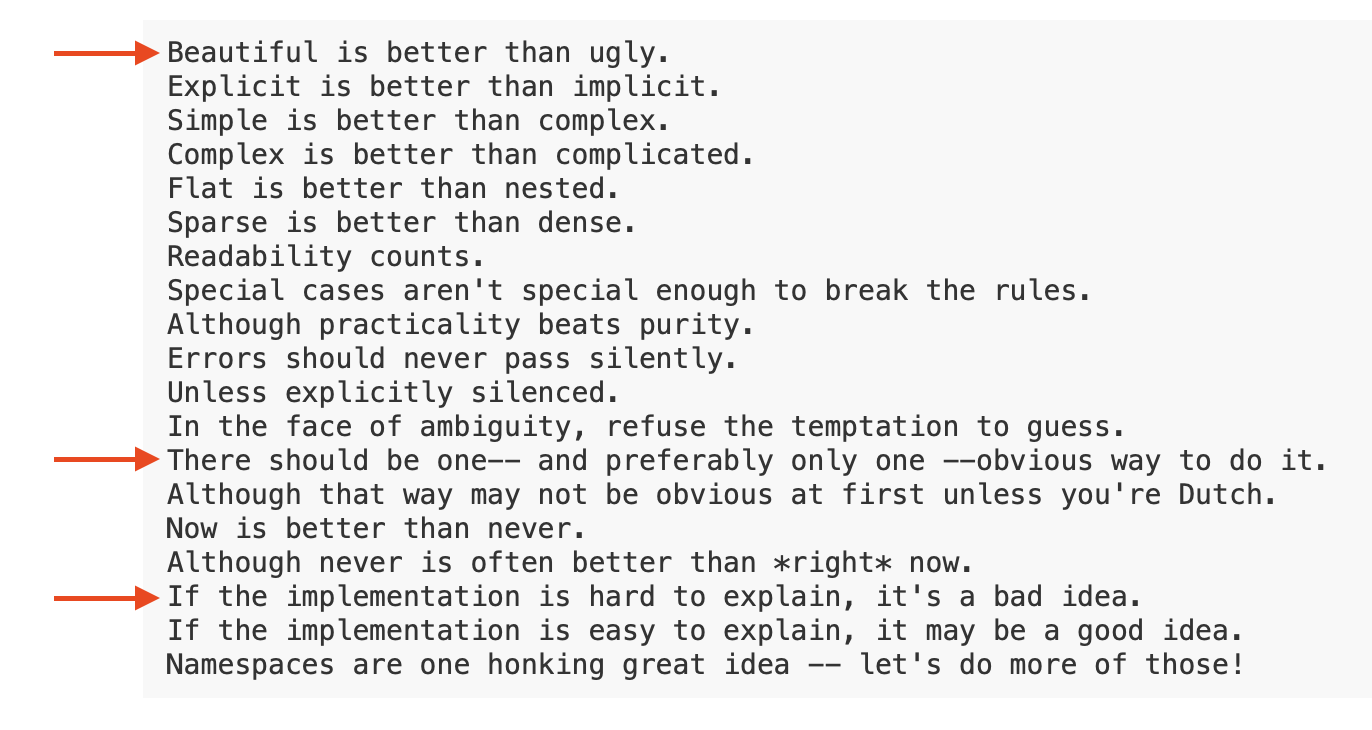 Beautiful is better than ugly.
Explicit is better than implicit.
Simple is better than complex.
Complex is better than complicated.
Flat is better than nested.
Sparse is better than dense.
Readability counts.
Special cases aren't special enough to break the rules.
Although practicality beats purity.
Errors should never pass silently.
Unless explicitly silenced.
In the face of ambiguity, refuse the temptation to guess.
There should be one-- and preferably only one --obvious way to do it.
Although that way may not be obvious at first unless you're Dutch.
Now is better than never.
Although never is often better than *right* now.
If the implementation is hard to explain, it's a bad idea.
If the implementation is easy to explain, it may be a good idea.
Namespaces are one honking great idea -- let's do more of those!